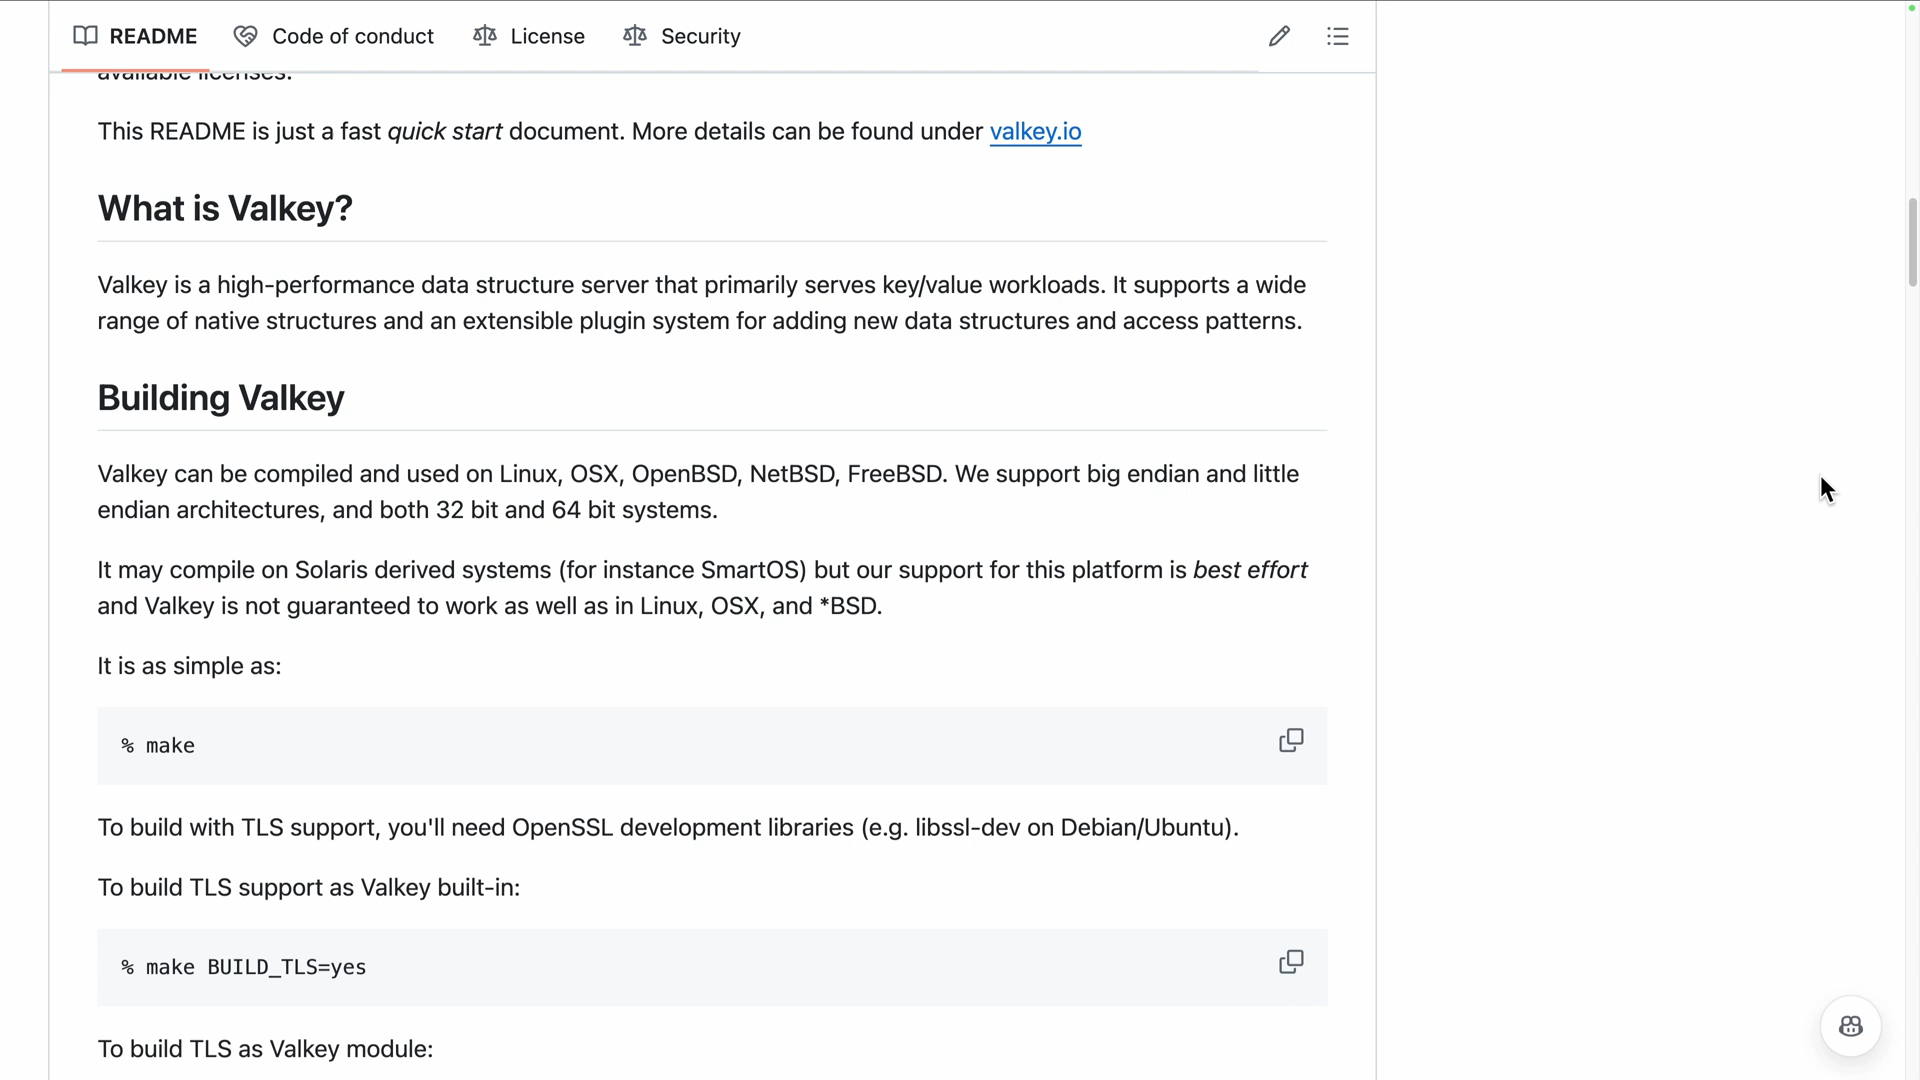 README
Code of conduct
License
Security
available licenses.
This README is just a fast quick start document. More details can be found under valkey.io
What is Valkey?
Valkey is a high-performance data structure server that primarily serves key/value workloads. It supports a wide
range of native structures and an extensible plugin system for adding new data structures and access patterns.
Building Valkey
Valkey can be compiled and used on Linux, OSX, OpenBSD, NetBSD, FreeBSD. We support big endian and little
endian architectures, and both 32 bit and 64 bit systems.
It may compile on Solaris derived systems (for instance SmartOS) but our support for this platform is best effort
and Valkey is not guaranteed to work as well as in Linux, OSX, and *BSD.
It is as simple as:
% make
To build with TLS support, you'll need OpenSSL development libraries (e.g. libssl-dev on Debian/Ubuntu).
To build TLS support as Valkey built-in:
% make BUILD_TLS=yes
To build TLS as Valkey module: